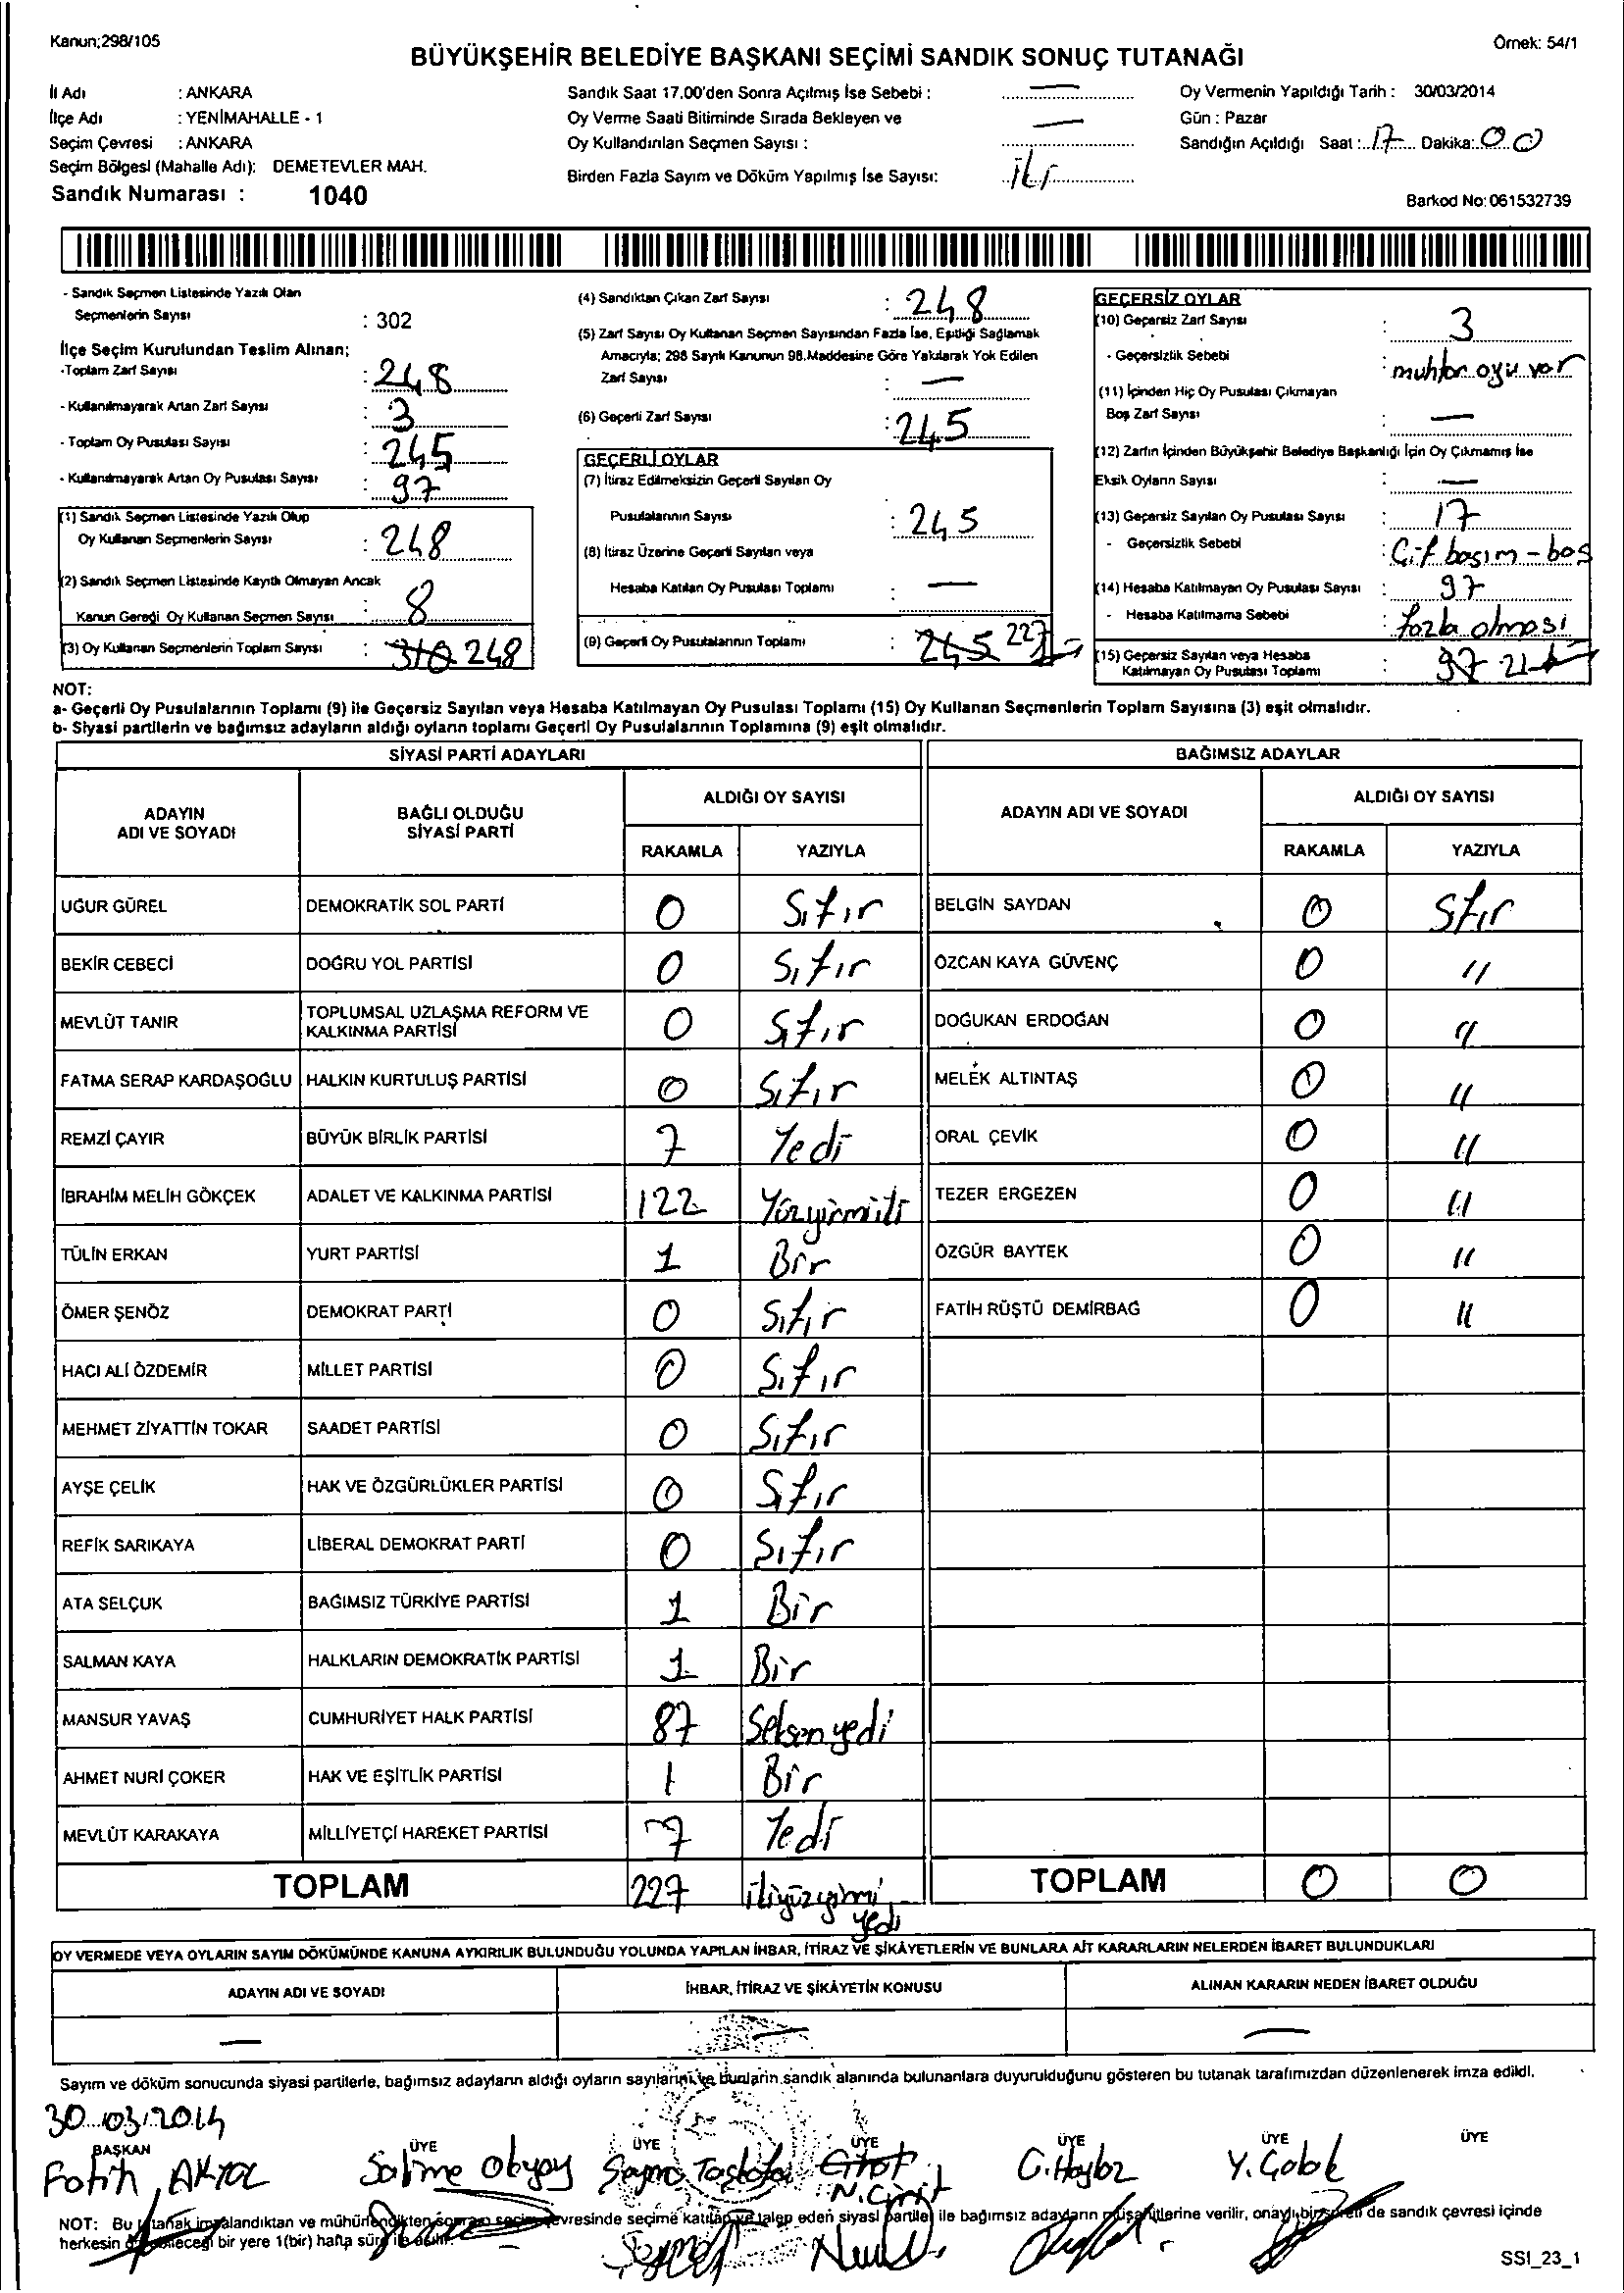 Kanun;298/105
Örnek: 54/1
BÜYÜKŞEHİR BELEDİYE BAŞKANI SEÇİMİ SANDIK SONUÇ TUTANAĞI
İl Adı : ANKARA
İlçe Adı : YENİMAHALLE - 1
Seçim Çevresi : ANKARA
Seçim Bölgesi (Mahalle Adı): DEMETEVLER MAH.
Sandık Numarası : 1040
Sandık Saat 17.00'den Sonra Açılmış İse Sebebi : —
Oy Verme Saati Bitiminde Sırada Bekleyen ve
Oy Kullandırılan Seçmen Sayısı : —
Birden Fazla Sayım ve Döküm Yapılmış İse Sayısı:
Oy Vermenin Yapıldığı Tarih : 30/03/2014
Gün : Pazar
Sandığın Açıldığı Saat : 17 Dakika: 00
Barkod No: 061532739
- Sandık Seçmen Listesinde Yazılı Olan
Seçmenlerin Sayısı : 302
İlçe Seçim Kurulundan Teslim Alınan;
-Toplam Zarf Sayısı : 248
- Kullanılmayarak Artan Zarf Sayısı : 3
- Toplam Oy Pusulası Sayısı : 245
- Kullanılmayarak Artan Oy Pusulası Sayısı : 97
(1) Sandık Seçmen Listesinde Yazılı Olup
Oy Kullanan Seçmenlerin Sayısı : 248
(2) Sandık Seçmen Listesinde Kayıtlı Olmayan Ancak
Kanun Gereği Oy Kullanan Seçmen Sayısı : 8
(3) Oy Kullanan Seçmenlerin Toplam Sayısı : 310 248
(4) Sandıktan Çıkan Zarf Sayısı : 248
(5) Zarf Sayısı Oy Kullanan Seçmen Sayısından Fazla İse, Eşitliği Sağlamak
Amacıyla; 298 Sayılı Kanunun 98.Maddesine Göre Yakılarak Yok Edilen
Zarf Sayısı : —
(6) Geçerli Zarf Sayısı : 245
GEÇERLİ OYLAR
(7) İtiraz Edilmeksizin Geçerli Sayılan Oy
Pusulalarının Sayısı : 245
(8) İtiraz Üzerine Geçerli Sayılan veya
Hesaba Katılan Oy Pusulası Toplamı : —
(9) Geçerli Oy Pusulalarının Toplamı : 245 227
GEÇERSİZ OYLAR
(10) Geçersiz Zarf Sayısı : 3
- Geçersizlik Sebebi : muhtar oyu var
(11) İçinden Hiç Oy Pusulası Çıkmayan
Boş Zarf Sayısı : —
(12) Zarfın İçinden Büyükşehir Belediye Başkanlığı İçin Oy Çıkmamış İse
Eksik Oyların Sayısı : —
(13) Geçersiz Sayılan Oy Pusulası Sayısı : 17
- Geçersizlik Sebebi : Çift basım - boş
(14) Hesaba Katılmayan Oy Pusulası Sayısı : 97
- Hesaba Katılmama Sebebi : fazla olması
(15) Geçersiz Sayılan veya Hesaba
Katılmayan Oy Pusulası Toplamı : 97 21
NOT:
a- Geçerli Oy Pusulalarının Toplamı (9) ile Geçersiz Sayılan veya Hesaba Katılmayan Oy Pusulası Toplamı (15) Oy Kullanan Seçmenlerin Toplam Sayısına (3) eşit olmalıdır.
b- Siyasi partilerin ve bağımsız adayların aldığı oyların toplamı Geçerli Oy Pusulalarının Toplamına (9) eşit olmalıdır.
SİYASİ PARTİ ADAYLARI
BAĞIMSIZ ADAYLAR
ADAYIN ADI VE SOYADI
BAĞLI OLDUĞU SİYASİ PARTİ
ALDIĞI OY SAYISI
RAKAMLA YAZIYLA
ADAYIN ADI VE SOYADI
ALDIĞI OY SAYISI
RAKAMLA YAZIYLA
UĞUR GÜREL DEMOKRATİK SOL PARTİ 0 Sıfır BELGİN SAYDAN 0 Sıfır
BEKİR CEBECİ DOĞRU YOL PARTİSİ 0 Sıfır ÖZCAN KAYA GÜVENÇ 0 "
MEVLÜT TANIR TOPLUMSAL UZLAŞMA REFORM VE KALKINMA PARTİSİ 0 Sıfır DOĞUKAN ERDOĞAN 0 "
FATMA SERAP KARDAŞOĞLU HALKIN KURTULUŞ PARTİSİ 0 Sıfır MELEK ALTINTAŞ 0 "
REMZİ ÇAYIR BÜYÜK BİRLİK PARTİSİ 7 Yedi ORAL ÇEVİK 0 "
İBRAHİM MELİH GÖKÇEK ADALET VE KALKINMA PARTİSİ 122 Yüzyirmiiki TEZER ERGEZEN 0 "
TÜLİN ERKAN YURT PARTİSİ 1 Bir ÖZGÜR BAYTEK 0 "
ÖMER ŞENÖZ DEMOKRAT PARTİ 0 Sıfır FATİH RÜŞTÜ DEMİRBAĞ 0 "
HACI ALİ ÖZDEMİR MİLLET PARTİSİ 0 Sıfır
MEHMET ZİYATTİN TOKAR SAADET PARTİSİ 0 Sıfır
AYŞE ÇELİK HAK VE ÖZGÜRLÜKLER PARTİSİ 0 Sıfır
REFİK SARIKAYA LİBERAL DEMOKRAT PARTİ 0 Sıfır
ATA SELÇUK BAĞIMSIZ TÜRKİYE PARTİSİ 1 Bir
SALMAN KAYA HALKLARIN DEMOKRATİK PARTİSİ 1 Bir
MANSUR YAVAŞ CUMHURİYET HALK PARTİSİ 87 Seksenyedi
AHMET NURİ ÇOKER HAK VE EŞİTLİK PARTİSİ 1 Bir
MEVLÜT KARAKAYA MİLLİYETÇİ HAREKET PARTİSİ 7 Yedi
TOPLAM 227 ikiyüzyirmi yedi TOPLAM 0 0
OY VERMEDE VEYA OYLARIN SAYIM DÖKÜMÜNDE KANUNA AYKIRILIK BULUNDUĞU YOLUNDA YAPILAN İHBAR, İTİRAZ VE ŞİKÂYETLERİN VE BUNLARA AİT KARARLARIN NELERDEN İBARET BULUNDUKLARI
ADAYIN ADI VE SOYADI İHBAR, İTİRAZ VE ŞİKÂYETİN KONUSU ALINAN KARARIN NEDEN İBARET OLDUĞU
— — —
Sayım ve döküm sonucunda siyasi partilerle, bağımsız adayların aldığı oyların sayılarını ve bunların sandık alanında bulunanlara duyurulduğunu gösteren bu tutanak tarafımızdan düzenlenerek imza edildi.
30.03.2014
BAŞKAN ÜYE ÜYE ÜYE ÜYE ÜYE ÜYE
Fatih AKYOL Salime
NOT: Bu tutanak imzalandıktan ve mühürlendikten sonra seçim çevresinde seçime katılan ve talep eden siyasi partiler ile bağımsız adayların müşahitlerine verilir, onaylı bir sureti de sandık çevresi içinde
herkesin görebileceği bir yere 1(bir) hafta süre ile asılır.
SSI_23_1